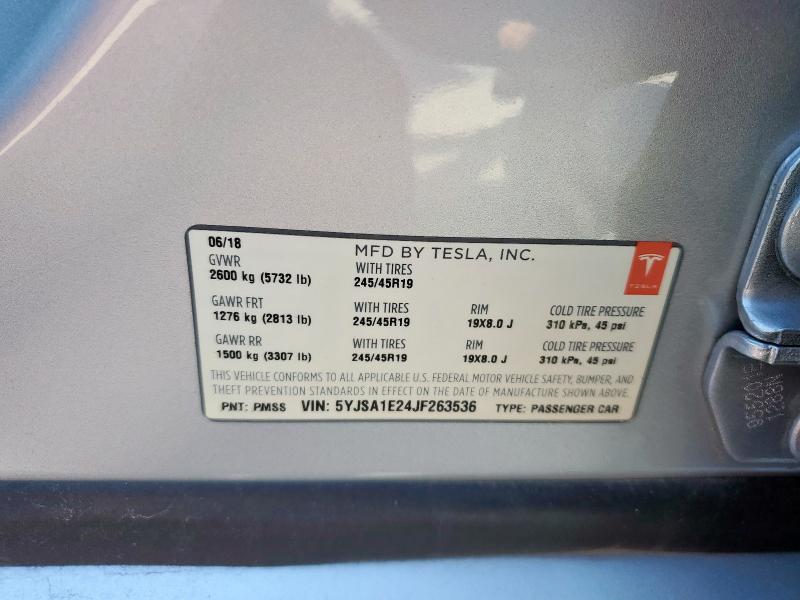 06/18
MFD BY TESLA, INC.
TESLA
GVWR WITH TIRES
2600 kg (5732 lb) 245/45R19
GAWR FRT WITH TIRES RIM COLD TIRE PRESSURE
1276 kg (2813 lb) 245/45R19 19X8.0 J 310 kPa, 45 psi
GAWR RR WITH TIRES RIM COLD TIRE PRESSURE
1500 kg (3307 lb) 245/45R19 19X8.0 J 310 kPa, 45 psi
THIS VEHICLE CONFORMS TO ALL APPLICABLE U.S. FEDERAL MOTOR VEHICLE SAFETY, BUMPER, AND
THEFT PREVENTION STANDARDS IN EFFECT ON THE DATE OF MANUFACTURE SHOWN ABOVE.
PNT: PMSS VIN: 5YJSA1E24JF263536 TYPE: PASSENGER CAR